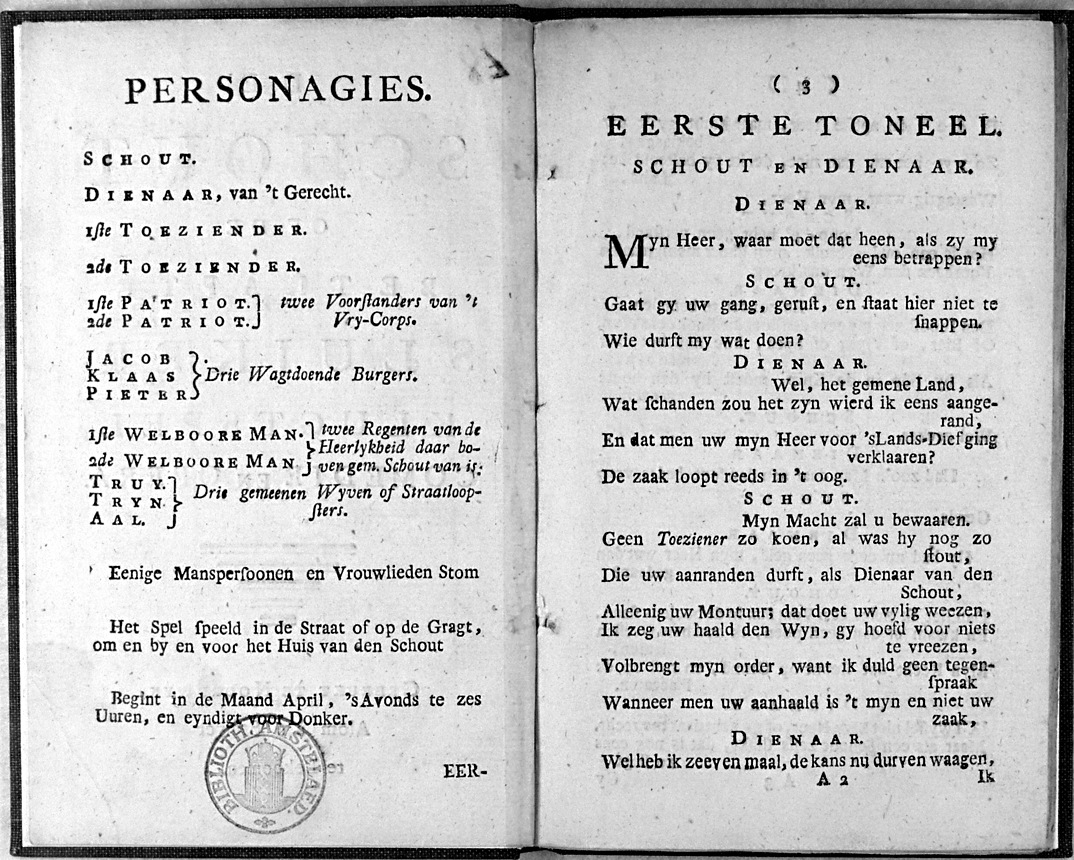 PERSONAGIES.
SCHOUT.
DIENAAR, van 't Gerecht.
1ſte TOEZIENDER.
2de TOEZIENDER.
1ſte PATRIOT. twee Voorſtanders van 't
2de PATRIOT. Vry-Corps.
JACOB
KLAAS Drie Wagtdoende Burgers.
PIETER
1ſte WELBOORE MAN. twee Regenten van de
Heerlykheid daar bo-
2de WELBOORE MAN ven gem. Schout van is.
TRUY.
TRYN. Drie gemeenen Wyven of Straatloop-
AAL. ſters.
Eenige Mansperſoonen en Vrouwlieden Stom
Het Spel ſpeeld in de Straat of op de Gragt,
om en by en voor het Huis van den Schout
Begint in de Maand April, 'sAvonds te zes
Uuren, en eyndigt voor Donker.
BIBLIOTH. AMSTELAED.
EER-
( 3 )
EERSTE TONEEL.
SCHOUT EN DIENAAR.
DIENAAR.
Myn Heer, waar moet dat heen, als zy my
eens betrappen?
SCHOUT.
Gaat gy uw gang, geruſt, en ſtaat hier niet te
ſnappen.
Wie durft my wat doen?
DIENAAR.
Wel, het gemene Land,
Wat ſchanden zou het zyn wierd ik eens aange-
rand,
En dat men uw myn Heer voor 'sLands-Dief ging
verklaaren?
De zaak loopt reeds in 't oog.
SCHOUT.
Myn Macht zal u bewaaren.
Geen Toeziener zo koen, al was hy nog zo
ſtout,
Die uw aanranden durft, als Dienaar van den
Schout,
Alleenig uw Montuur; dat doet uw vylig weezen,
Ik zeg uw haald den Wyn, gy hoefd voor niets
te vreezen,
Volbrengt myn order, want ik duld geen tegen-
ſpraak
Wanneer men uw aanhaald is 't myn en niet uw
zaak,
DIENAAR.
Wel heb ik zeeven maal, de kans nu durven waagen,
A 2
Ik